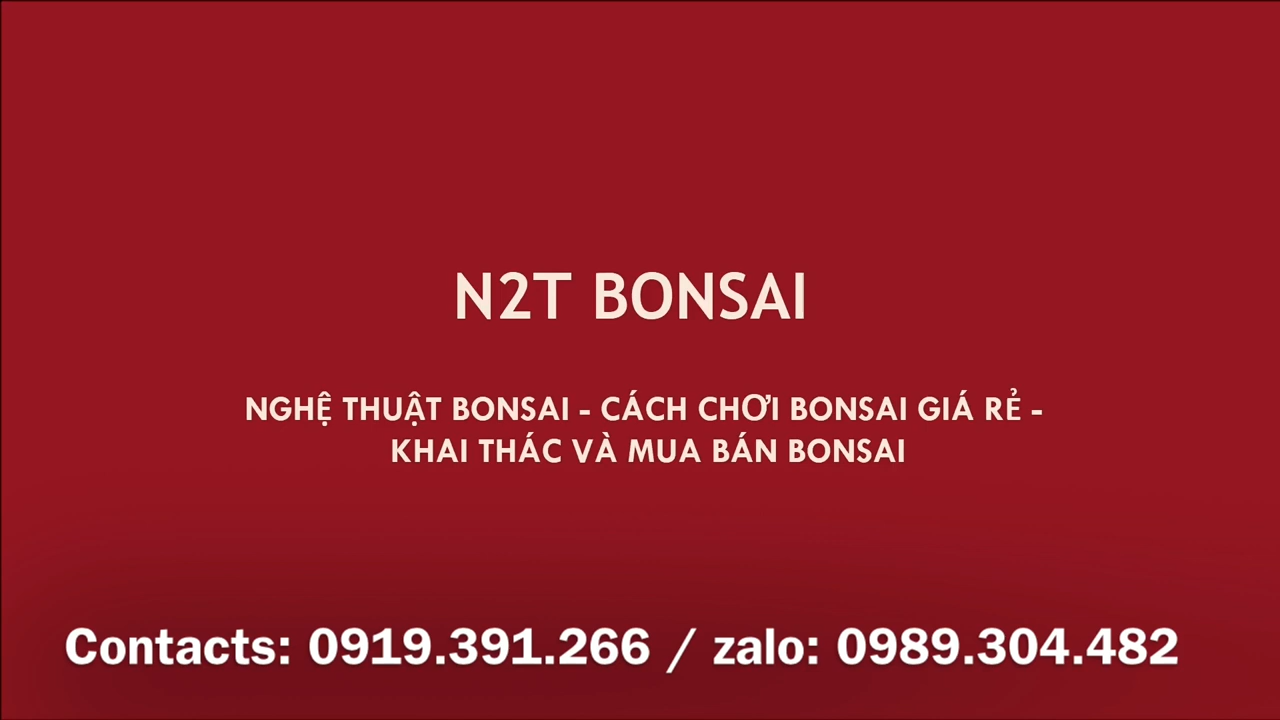 N2T BONSAI
NGHỆ THUẬT BONSAI - CÁCH CHƠI BONSAI GIÁ RẺ -
KHAI THÁC VÀ MUA BÁN BONSAI
Contacts: 0919.391.266 / zalo: 0989.304.482